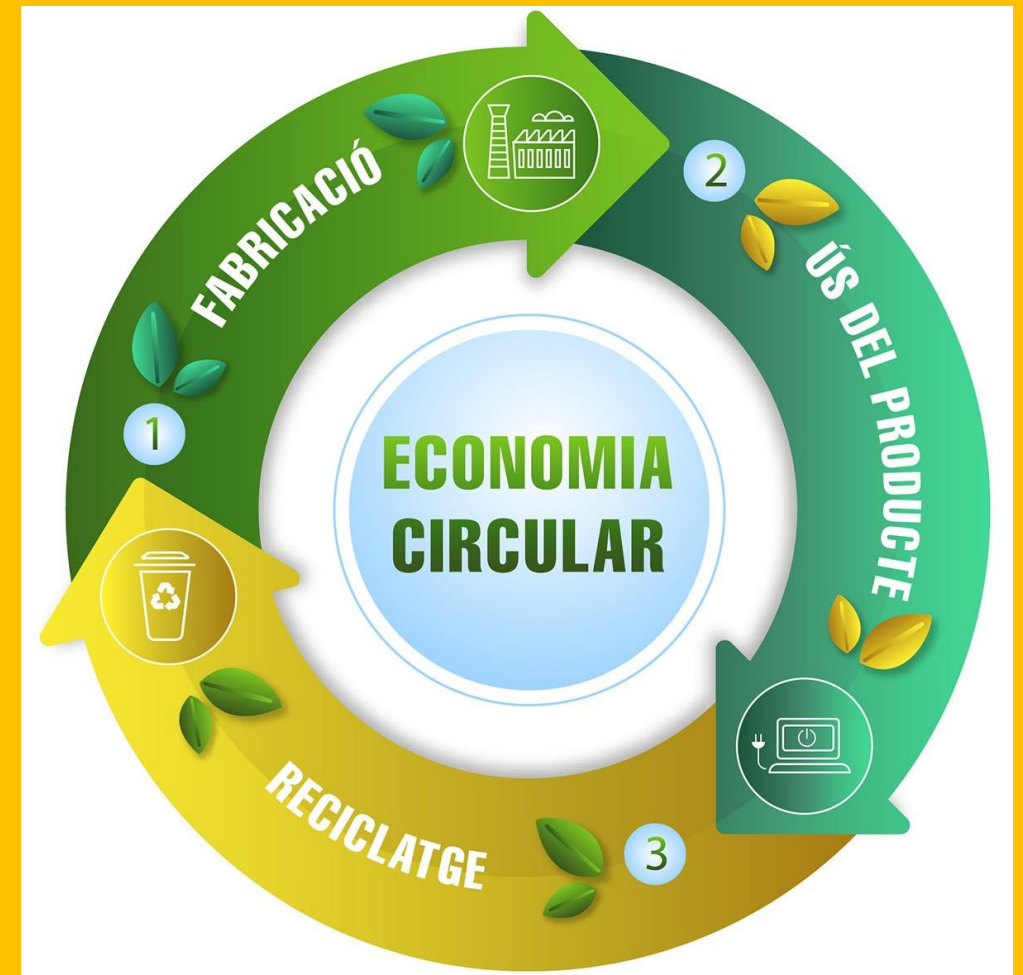 1
FABRICACIÓ
2
ÚS DEL PRODUCTE
3
RECICLATGE
ECONOMIA
CIRCULAR